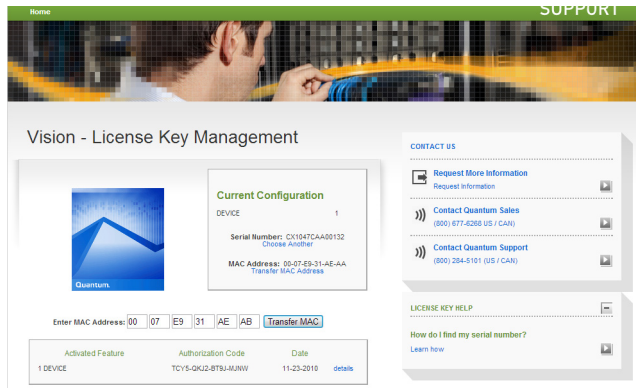 Home
SUPPORT
Vision - License Key Management
CONTACT US
Request More Information
Request Information
Contact Quantum Sales
(800) 677-6268 US / CAN)
Contact Quantum Support
(800) 284-5101 (US / CAN)
Current Configuration
DEVICE 1
Serial Number: CX1047CAA00132
Choose Another
MAC Address: 00-07-E9-31-AE-AA
Transfer MAC Address
Quantum
Enter MAC Address: 00 07 E9 31 AE AB Transfer MAC
Activated Feature Authorization Code Date
1 DEVICE TCY5-QKJ2-BT9J-MJNW 11-23-2010 details
LICENSE KEY HELP
How do I find my serial number?
Learn how